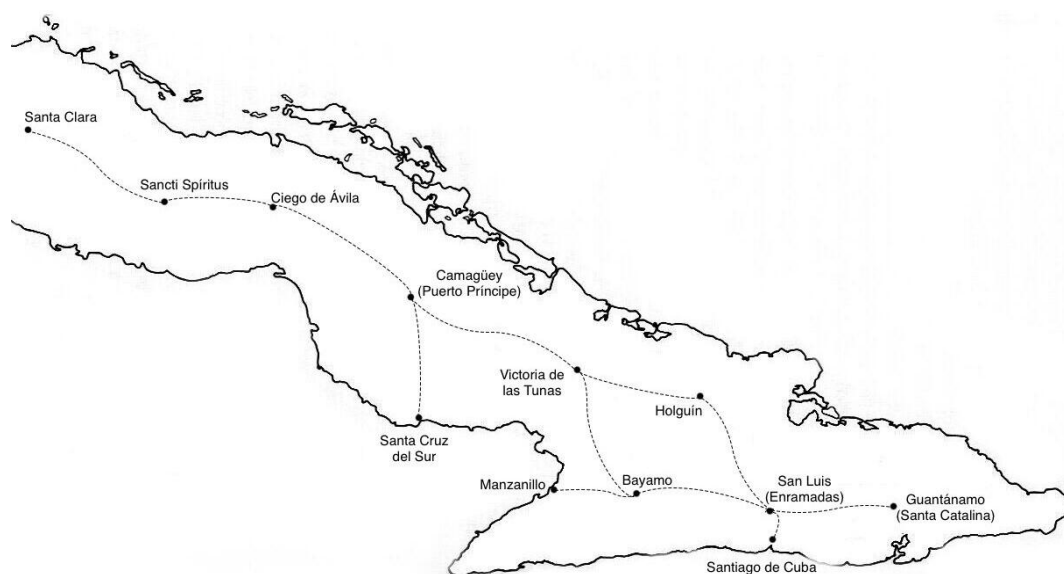 Santa Clara
Sancti Spíritus
Ciego de Ávila
Camagüey
(Puerto Príncipe)
Victoria de
las Tunas
Holguín
Santa Cruz
del Sur
Manzanillo
Bayamo
San Luis
(Enramadas)
Guantánamo
(Santa Catalina)
Santiago de Cuba